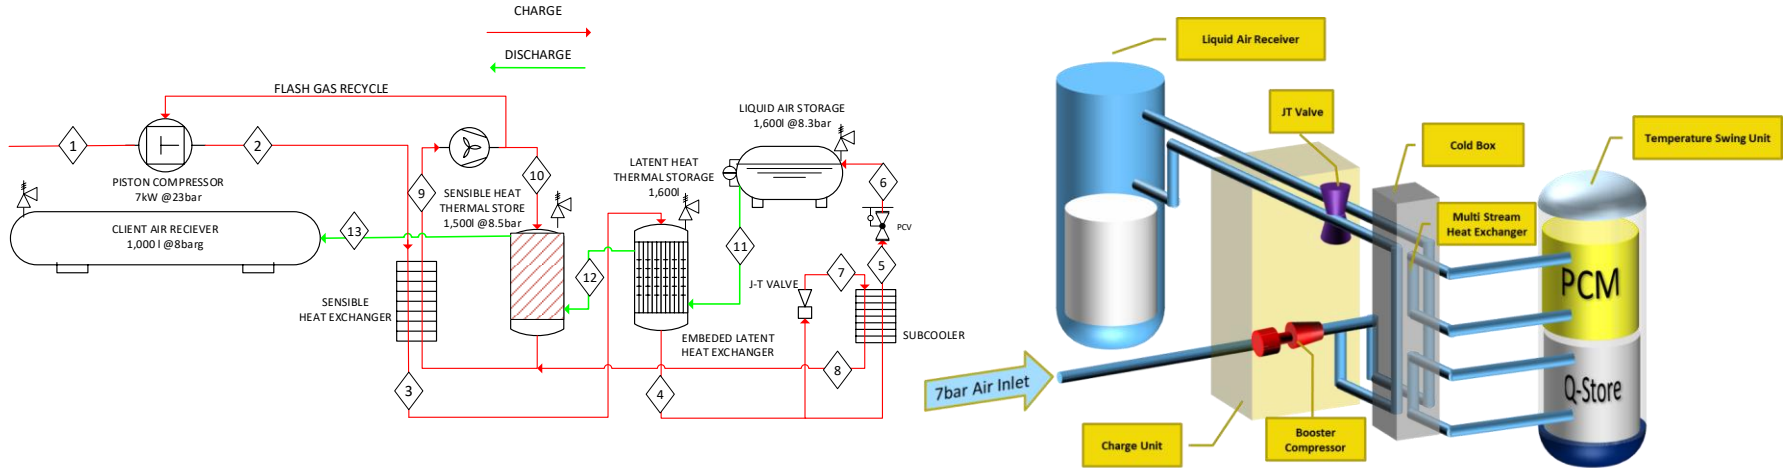 CHARGE
DISCHARGE
FLASH GAS RECYCLE
1
2
PISTON COMPRESSOR
7kW @23bar
9
10
SENSIBLE HEAT
THERMAL STORE
1,500l @8.5bar
LATENT HEAT
THERMAL STORAGE
1,600l
LIQUID AIR STORAGE
1,600l @8.3bar
6
PCV
CLIENT AIR RECIEVER
1,000 l @8barg
13
12
11
5
7
J-T VALVE
SENSIBLE
HEAT EXCHANGER
EMBEDED LATENT
HEAT EXCHANGER
SUBCOOLER
3
4
8
Liquid Air Receiver
JT Valve
Cold Box
Temperature Swing Unit
Multi Stream
Heat Exchanger
PCM
Q-Store
7bar Air Inlet
Charge Unit
Booster
Compressor